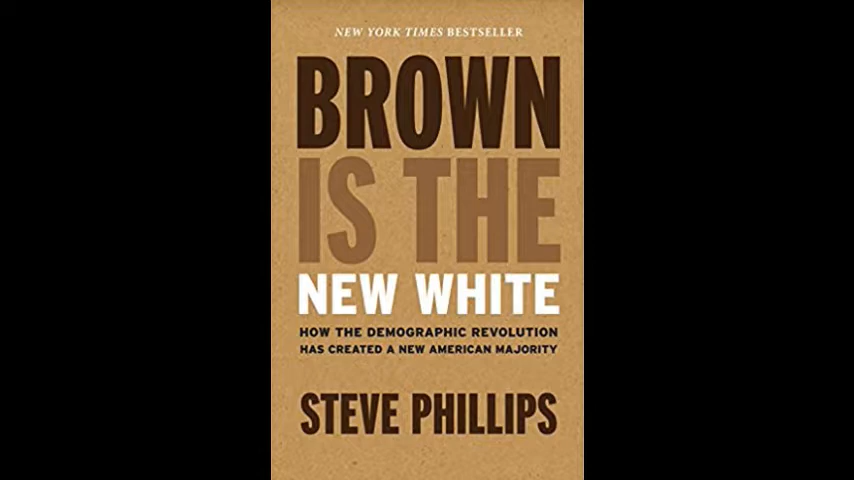 NEW YORK TIMES BESTSELLER
BROWN
IS THE
NEW WHITE
HOW THE DEMOGRAPHIC REVOLUTION
HAS CREATED A NEW AMERICAN MAJORITY
STEVE PHILLIPS